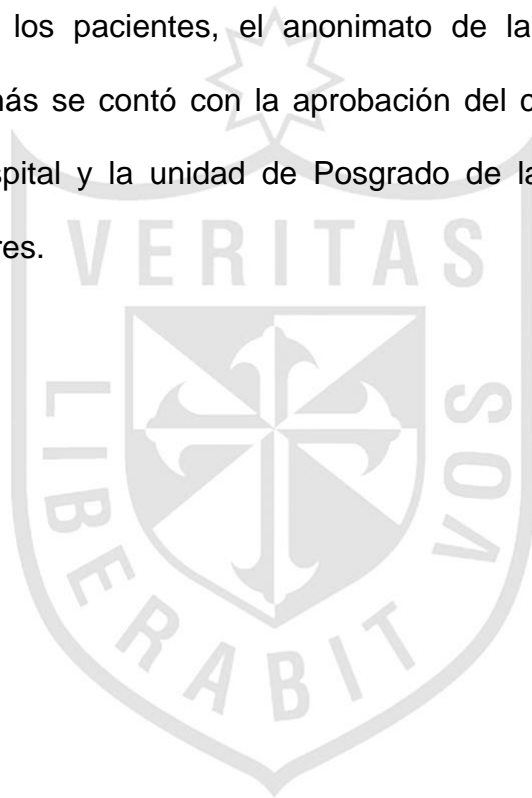 los pacientes, el anonimato de la
más se contó con la aprobación del
spital y la unidad de Posgrado de la
res.
VERITAS
LIBERABIT
VOS